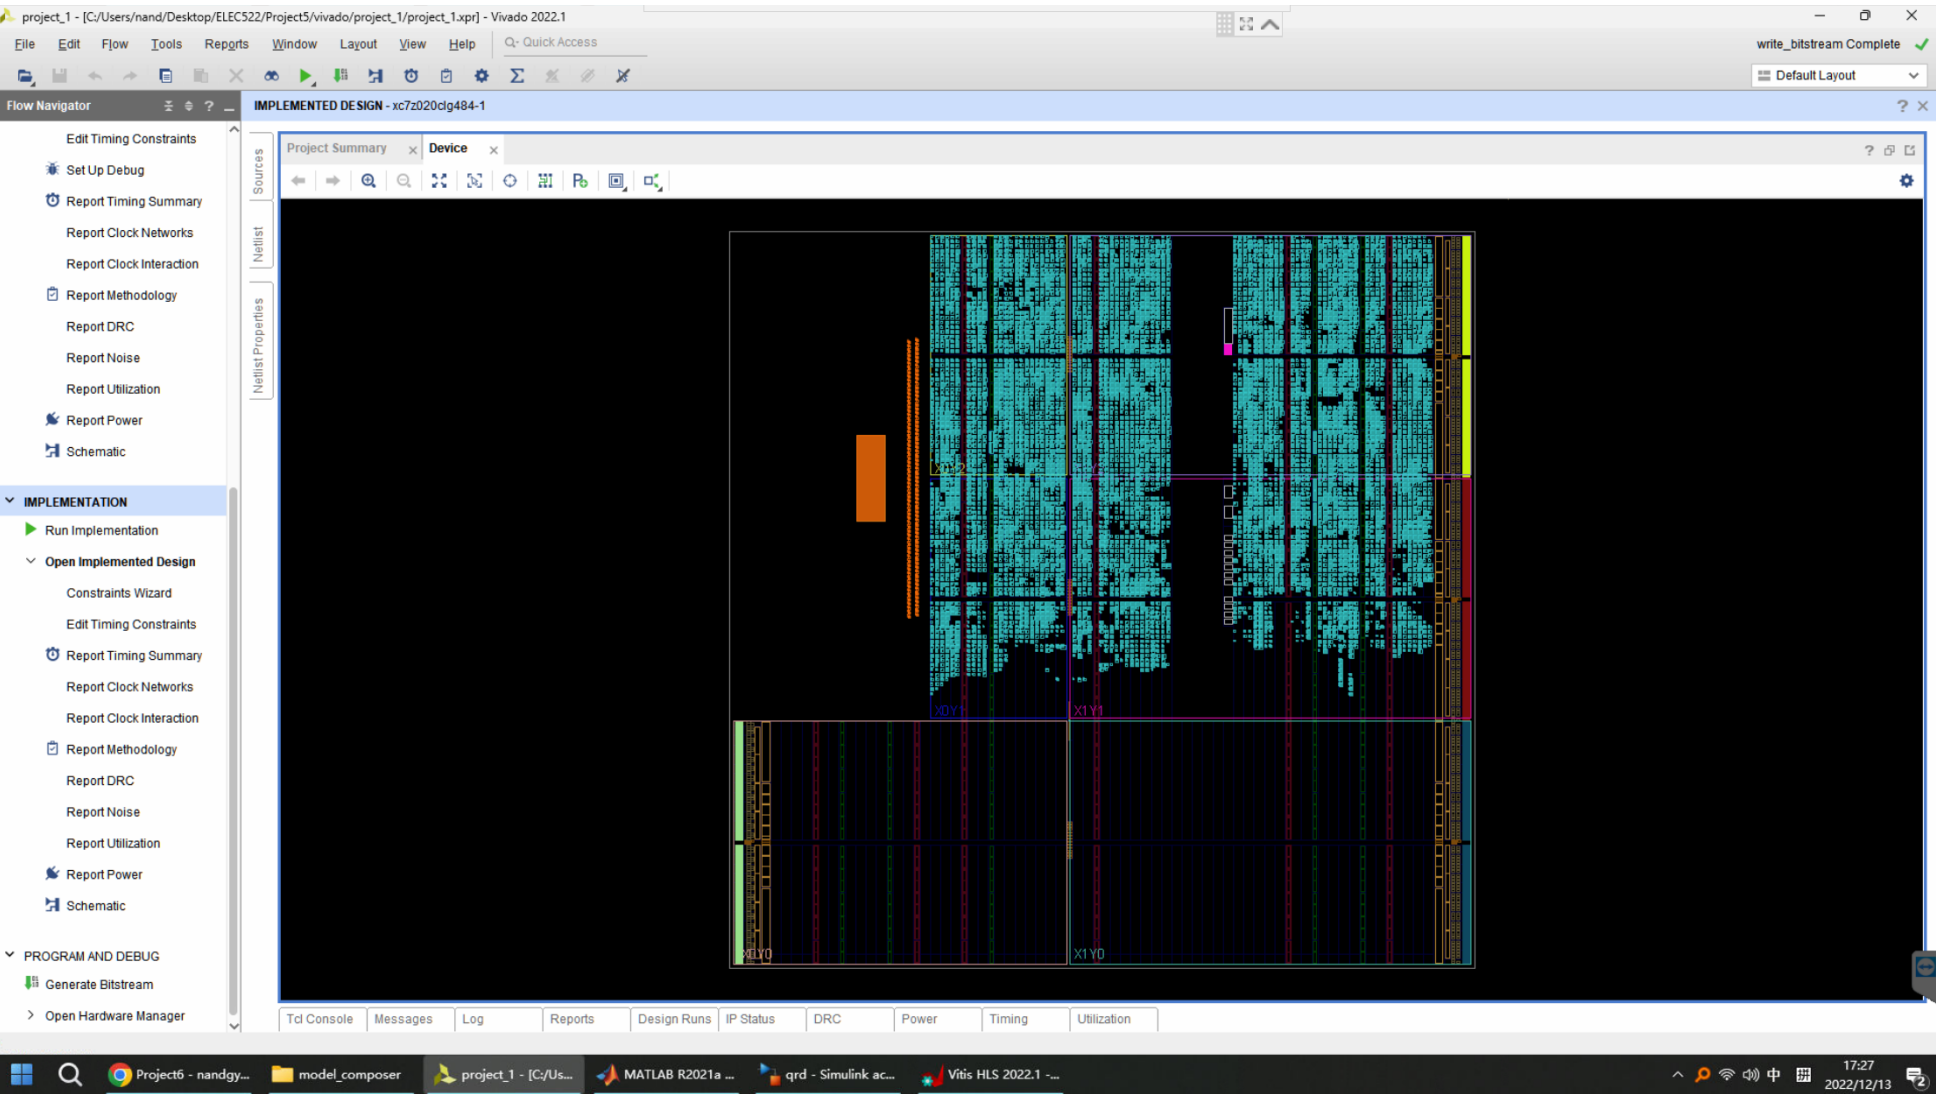 project_1 - [C:/Users/nand/Desktop/ELEC522/Project5/vivado/project_1/project_1.xpr] - Vivado 2022.1
File Edit Flow Tools Reports Window Layout View Help Quick Access
write_bitstream Complete
Default Layout
Flow Navigator
IMPLEMENTED DESIGN - xc7z020clg484-1
Edit Timing Constraints
Set Up Debug
Report Timing Summary
Report Clock Networks
Report Clock Interaction
Report Methodology
Report DRC
Report Noise
Report Utilization
Report Power
Schematic
IMPLEMENTATION
Run Implementation
Open Implemented Design
Constraints Wizard
Edit Timing Constraints
Report Timing Summary
Report Clock Networks
Report Clock Interaction
Report Methodology
Report DRC
Report Noise
Report Utilization
Report Power
Schematic
PROGRAM AND DEBUG
Generate Bitstream
Open Hardware Manager
Sources
Netlist
Netlist Properties
Project Summary
Device
X0Y2
X0Y1
X1Y1
X0Y0
X1Y0
Tcl Console Messages Log Reports Design Runs IP Status DRC Power Timing Utilization
Project6 - nandgy...
model_composer
project_1 - [C:/Us...
MATLAB R2021a ...
qrd - Simulink ac...
Vitis HLS 2022.1 -...
中
拼
17:27
2022/12/13
2